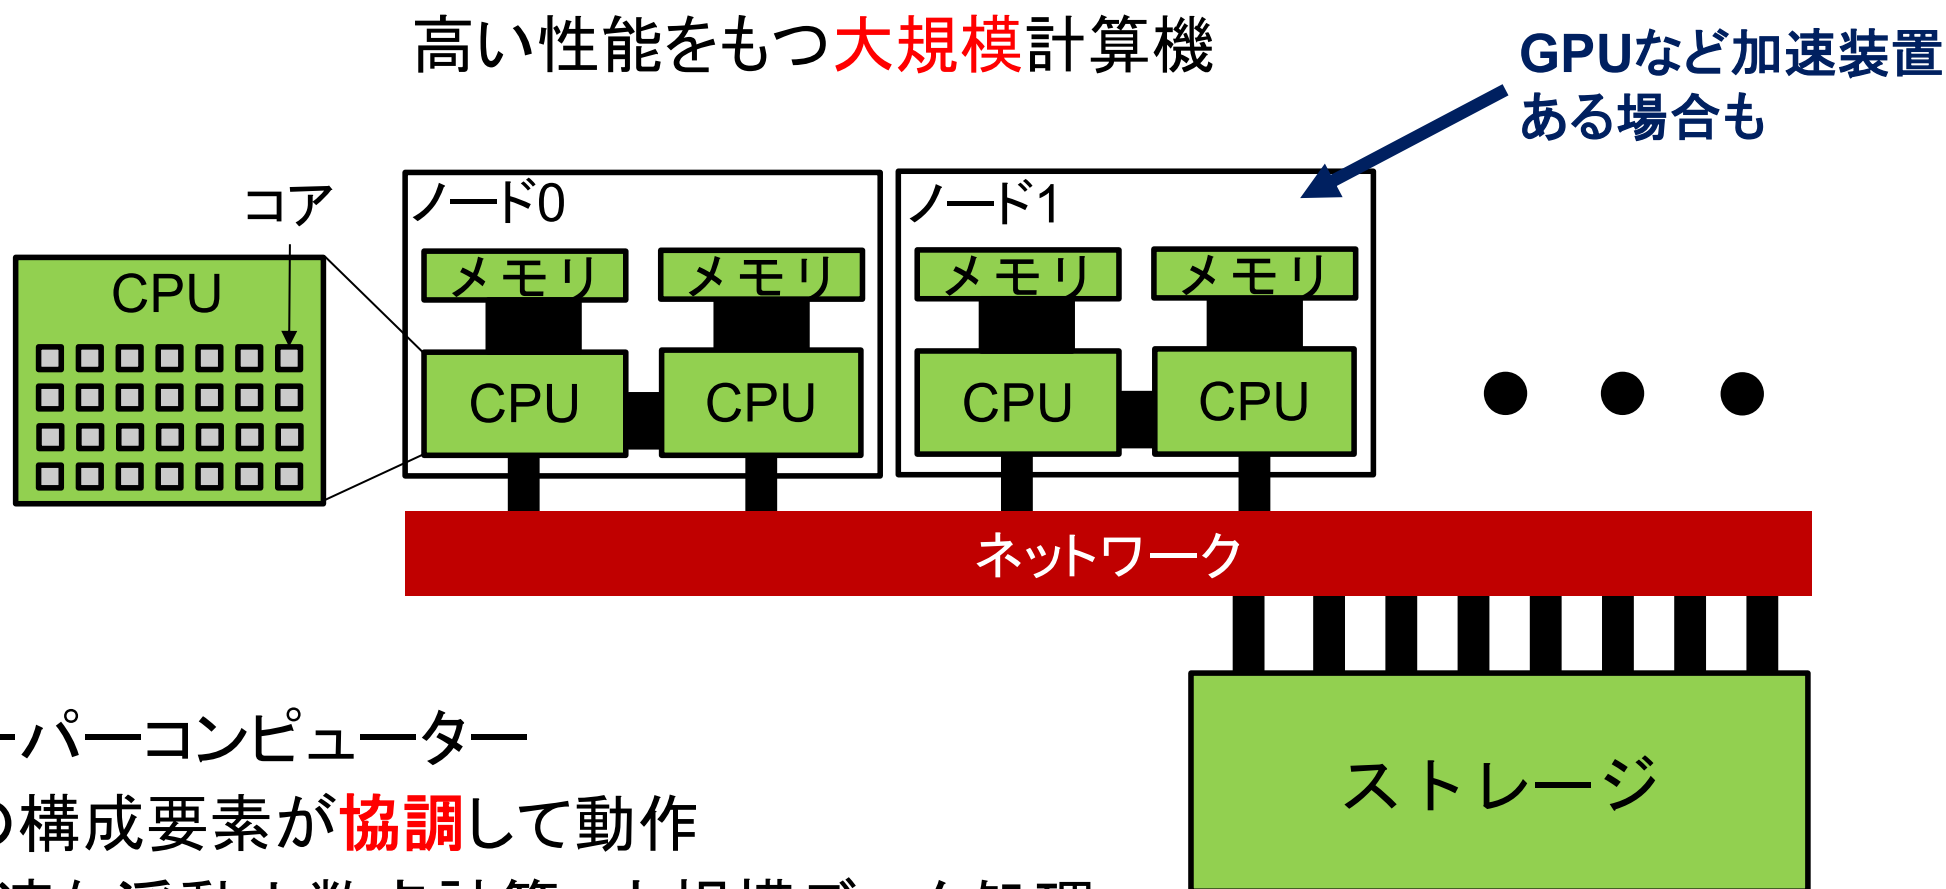 高い性能をもつ大規模計算機
GPUなど加速装置
ある場合も
コア
CPU
ノード0
メモリ
メモリ
CPU
CPU
ノード1
メモリ
メモリ
CPU
CPU
ネットワーク
ストレージ
ーパーコンピューター
の構成要素が協調して動作